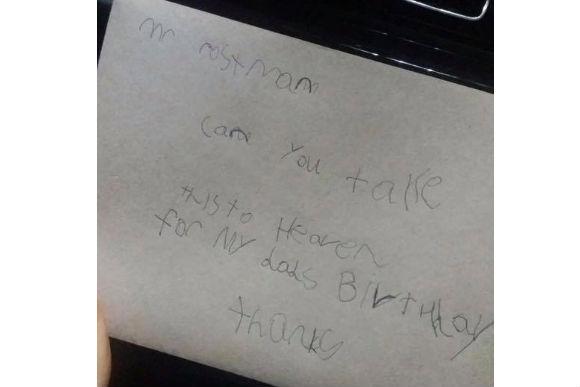 Mr Postman
Can You take
this to Heaven
for My dads Birthday
thanks